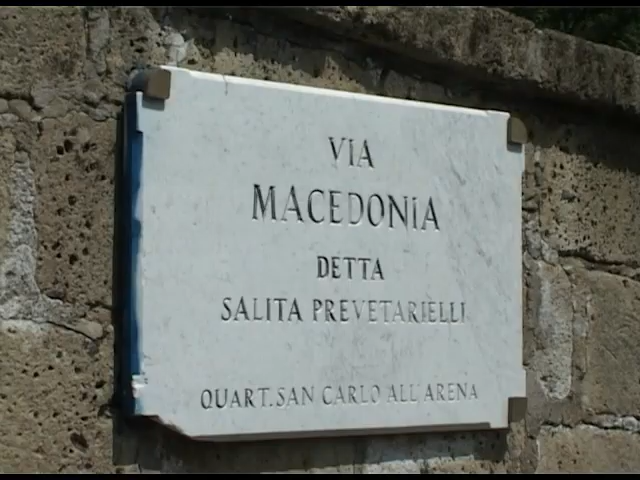 VIA
MACEDONIA
DETTA
SALITA PREVETARIELLI
QUART.SAN CARLO ALL'ARENA